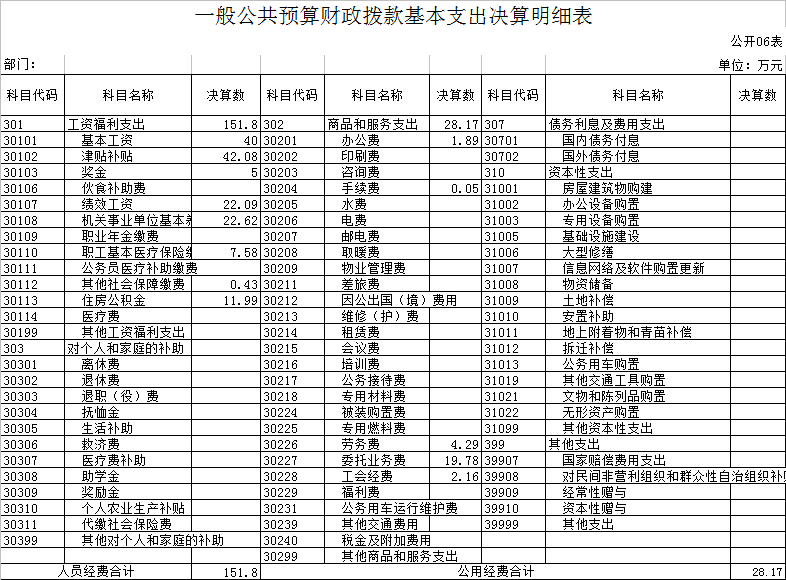 一般公共预算财政拨款基本支出决算明细表
公开06表
部门： 单位：万元
科目代码 科目名称 决算数 科目代码 科目名称 决算数 科目代码 科目名称 决算数
301 工资福利支出 151.8 302 商品和服务支出 28.17 307 债务利息及费用支出
30101 基本工资 40 30201 办公费 1.89 30701 国内债务付息
30102 津贴补贴 42.08 30202 印刷费 30702 国外债务付息
30103 奖金 5 30203 咨询费 310 资本性支出
30106 伙食补助费 30204 手续费 0.05 31001 房屋建筑物购建
30107 绩效工资 22.09 30205 水费 31002 办公设备购置
30108 机关事业单位基本 22.62 30206 电费 31003 专用设备购置
30109 职业年金缴费 30207 邮电费 31005 基础设施建设
30110 职工基本医疗保险缴 7.58 30208 取暖费 31006 大型修缮
30111 公务员医疗补助缴费 30209 物业管理费 31007 信息网络及软件购置更新
30112 其他社会保障缴费 0.43 30211 差旅费 31008 物资储备
30113 住房公积金 11.99 30212 因公出国（境）费用 31009 土地补偿
30114 医疗费 30213 维修（护）费 31010 安置补助
30199 其他工资福利支出 30214 租赁费 31011 地上附着物和青苗补偿
303 对个人和家庭的补助 30215 会议费 31012 拆迁补偿
30301 离休费 30216 培训费 31013 公务用车购置
30302 退休费 30217 公务接待费 31019 其他交通工具购置
30303 退职（役）费 30218 专用材料费 31021 文物和陈列品购置
30304 抚恤金 30224 被装购置费 31022 无形资产购置
30305 生活补助 30225 专用燃料费 31099 其他资本性支出
30306 救济费 30226 劳务费 4.29 399 其他支出
30307 医疗费补助 30227 委托业务费 19.78 39907 国家赔偿费用支出
30308 助学金 30228 工会经费 2.16 39908 对民间非营利组织和群众性自治组织补
30309 奖励金 30229 福利费 39909 经常性赠与
30310 个人农业生产补贴 30231 公务用车运行维护费 39910 资本性赠与
30311 代缴社会保险费 30239 其他交通费用 39999 其他支出
30399 其他对个人和家庭的补助 30240 税金及附加费用
30299 其他商品和服务支出
人员经费合计 151.8 公用经费合计 28.17